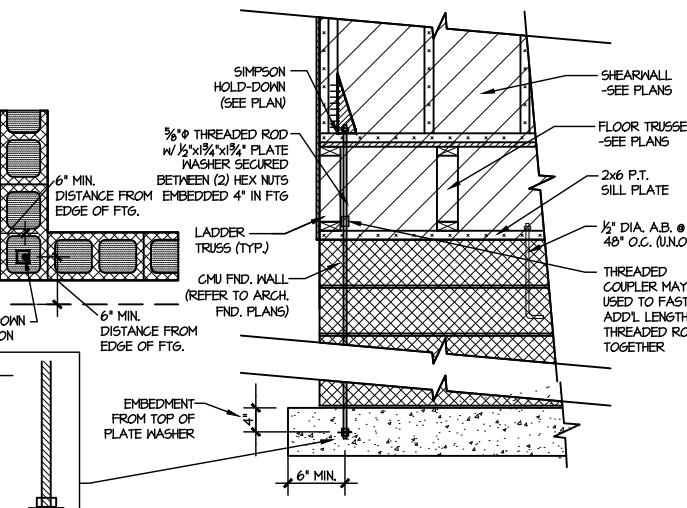 SIMPSON
HOLD-DOWN
(SEE PLAN)
⅝"Φ THREADED ROD
W/ ½"x1¾"x1¾" PLATE
WASHER SECURED
BETWEEN (2) HEX NUTS
EMBEDDED 4" IN FTG
6" MIN.
DISTANCE FROM
EDGE OF FTG.
LADDER
TRUSS (TYP.)
CMU FND. WALL
(REFER TO ARCH.
FND. PLANS)
6" MIN.
DISTANCE FROM
EDGE OF FTG.
OWN
ON
EMBEDMENT
FROM TOP OF
PLATE WASHER
4"
6" MIN.
SHEARWALL
-SEE PLANS
FLOOR TRUSSE
-SEE PLANS
2x6 P.T.
SILL PLATE
½" DIA. A.B. @
48" O.C. (U.N.O
THREADED
COUPLER MAY
USED TO FAST
ADD'L LENGTH
THREADED RO
TOGETHER